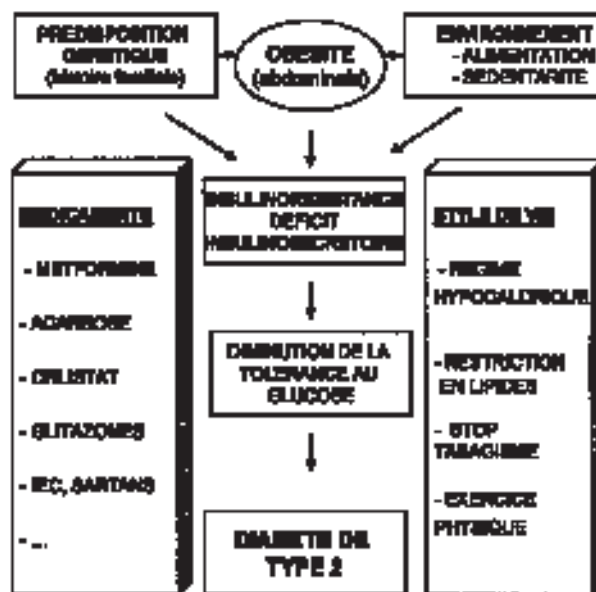 PREDISPOSITION
GENETIQUE
(histoire familiale)
OBESITE
(abdominale)
ENVIRONNEMENT
- ALIMENTATION
- SEDENTARITE
INSULINORESISTANCE
DEFICIT
INSULINOSECRETOIRE
DIMINUTION DE LA
TOLERANCE AU
GLUCOSE
DIABETE DE
TYPE 2
MEDICAMENTS
- METFORMINE
- ACARBOSE
- ORLISTAT
- GLITAZONES
- IEC, SARTANS
- ...
STYLE DE VIE
- REGIME
HYPOCALORIQUE
- RESTRICTION
EN LIPIDES
- STOP
TABAGISME
- EXERCICE
PHYSIQUE